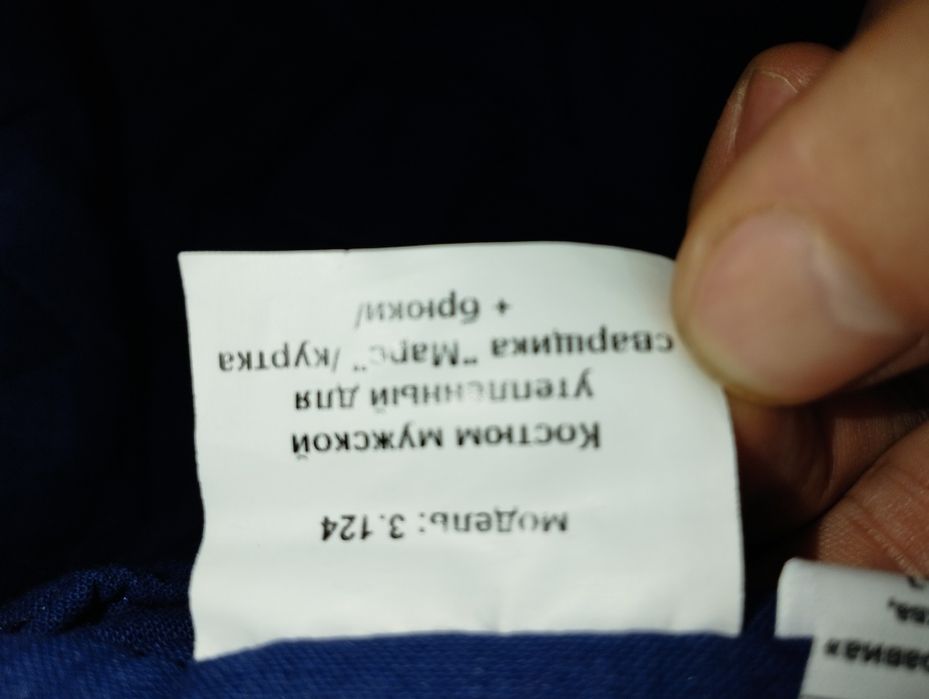 модель: 3.124
Костюм мужской
утепленный для
сварщика "Марс" /куртка
+ брюки/